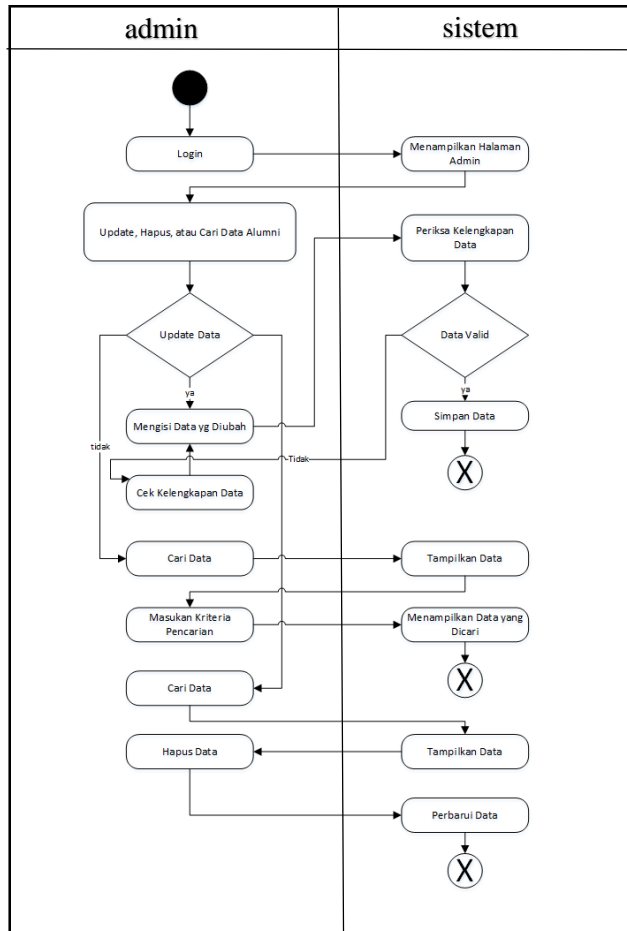 admin
sistem
Login
Menampilkan Halaman
Admin
Update, Hapus, atau Cari Data Alumni
Periksa Kelengkapan
Data
Update Data
Data Valid
ya
ya
Mengisi Data yg Diubah
Simpan Data
tidak
Tidak
X
Cek Kelengkapan Data
Cari Data
Tampilkan Data
Masukan Kriteria
Pencarian
Menampilkan Data yang
Dicari
X
Cari Data
Hapus Data
Tampilkan Data
Perbarui Data
X